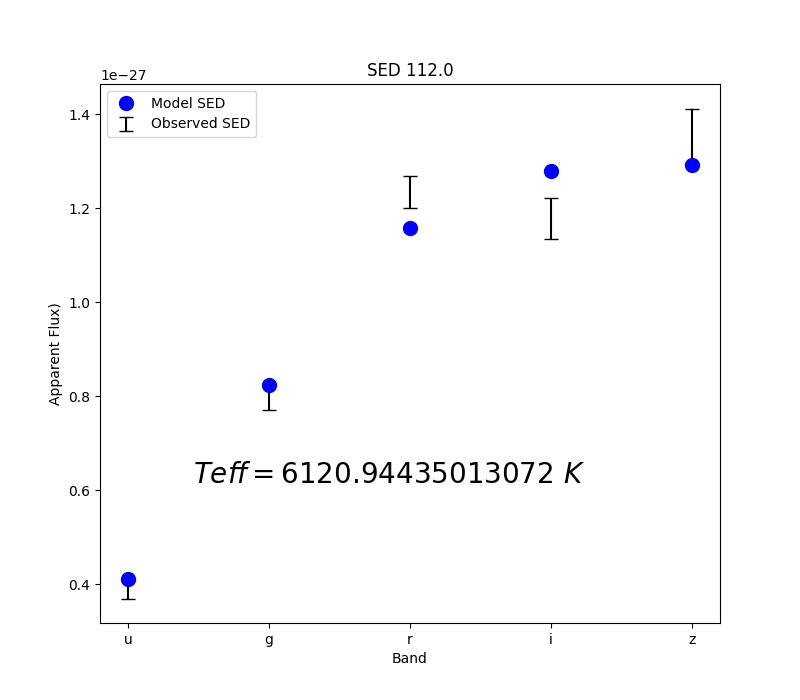 SED 112.0
1e−27
Model SED
Observed SED
1.4
1.2
1.0
0.8
0.6
0.4
Apparent Flux)
Teff = 6120.94435013072 K
u g r i z
Band